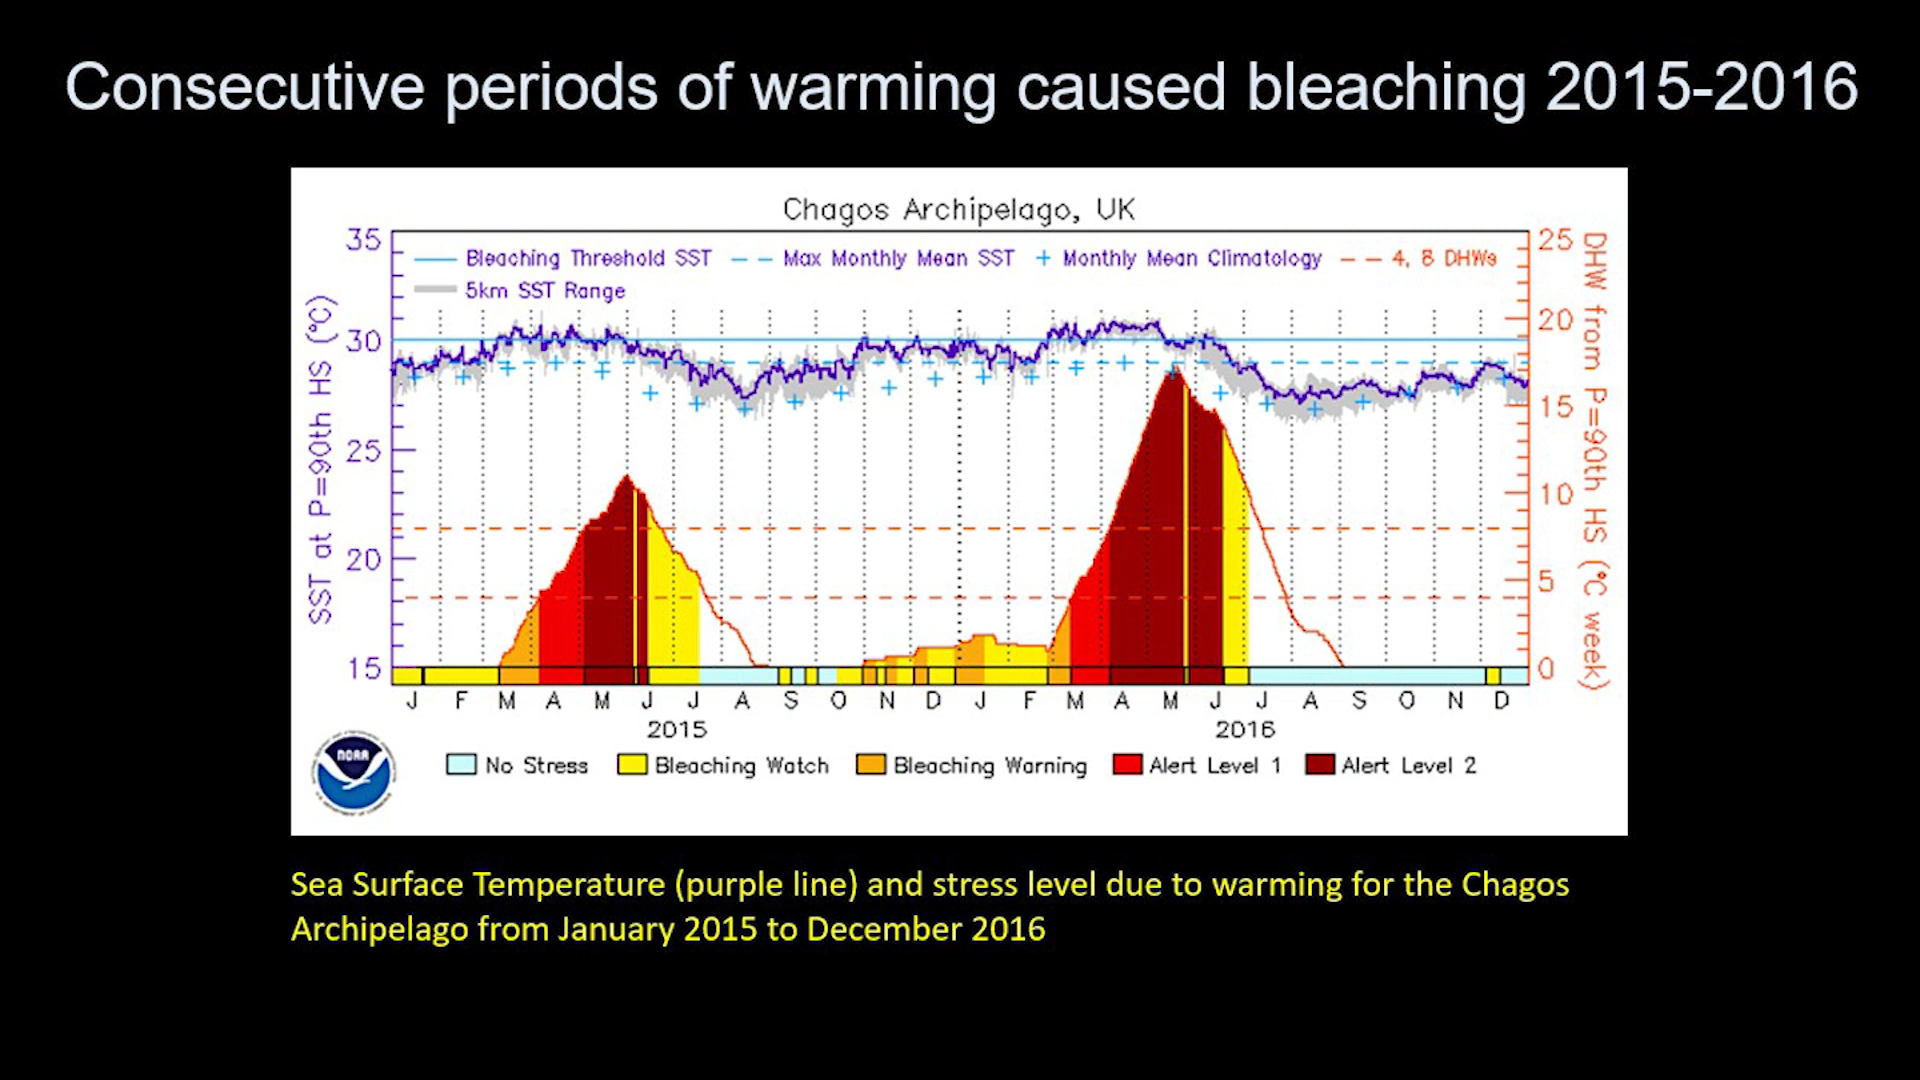 Consecutive periods of warming caused bleaching 2015-2016
Chagos Archipelago, UK
35
30
25
20
15
SST at P=90th HS (°C)
Bleaching Threshold SST
Max Monthly Mean SST
Monthly Mean Climatology
4, 8 DHWs
5km SST Range
25
20
15
10
5
0
DHW from P=90th HS (°C week)
J F M A M J J A S O N D J F M A M J J A S O N D
2015 2016
NOAA
No Stress
Bleaching Watch
Bleaching Warning
Alert Level 1
Alert Level 2
Sea Surface Temperature (purple line) and stress level due to warming for the Chagos
Archipelago from January 2015 to December 2016